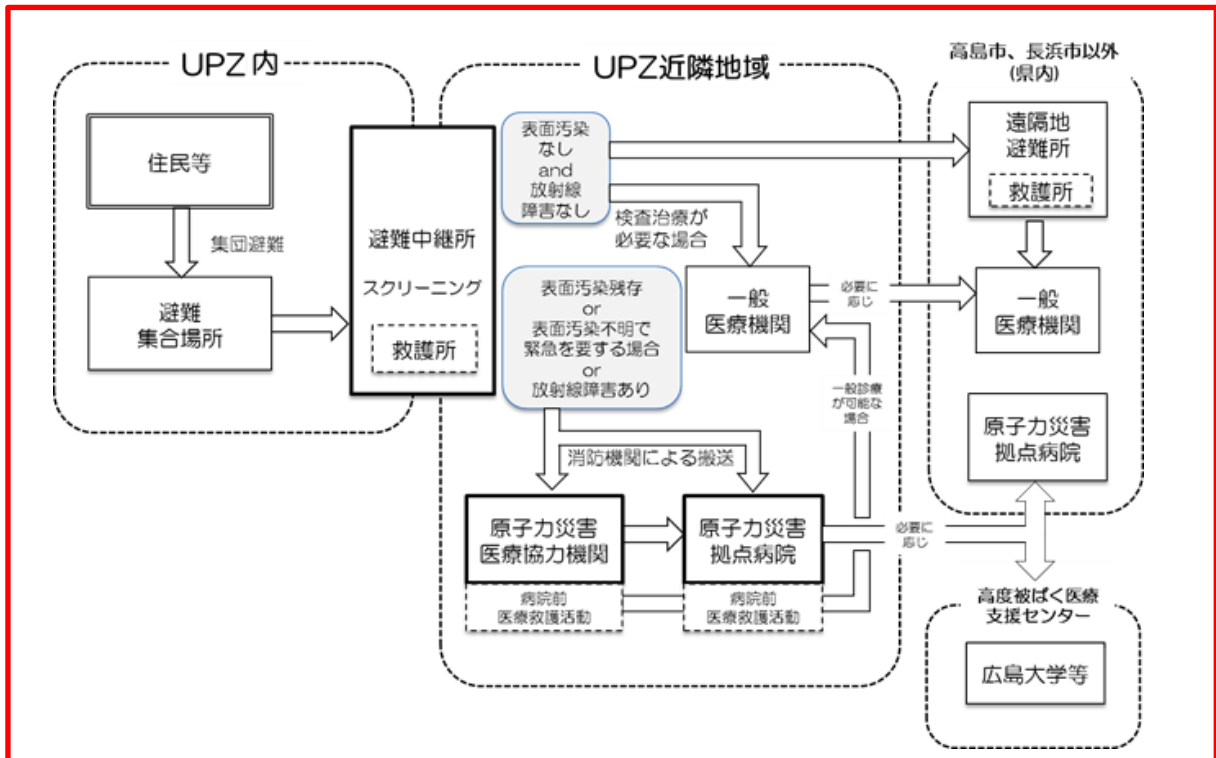 UPZ内
住民等
集団避難
避難
集合場所
避難中継所
スクリーニング
救護所
UPZ近隣地域
表面汚染
なし
and
放射線
障害なし
検査治療が
必要な場合
表面汚染残存
or
表面汚染不明で
緊急を要する場合
or
放射線障害あり
一般
医療機関
必要に
応じ
一般診療
が可能な
場合
消防機関による搬送
原子力災害
医療協力機関
病院前
医療救護活動
原子力災害
拠点病院
病院前
医療救護活動
必要に
応じ
高島市、長浜市以外
(県内)
遠隔地
避難所
救護所
一般
医療機関
原子力災害
拠点病院
高度被ばく医療
支援センター
広島大学等